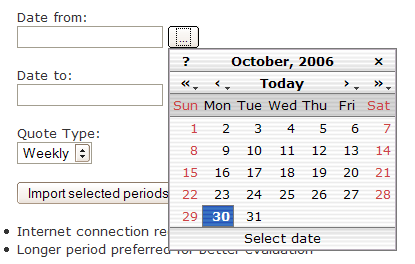 Date from:
...
? October, 2006 ×
« ‹ Today › »
Sun Mon Tue Wed Thu Fri Sat
1 2 3 4 5 6 7
8 9 10 11 12 13 14
15 16 17 18 19 20 21
22 23 24 25 26 27 28
29 30 31
Select date
Date to:
Quote Type:
Weekly
Import selected periods
• Internet connection re
• Longer period preferred for better evaluation